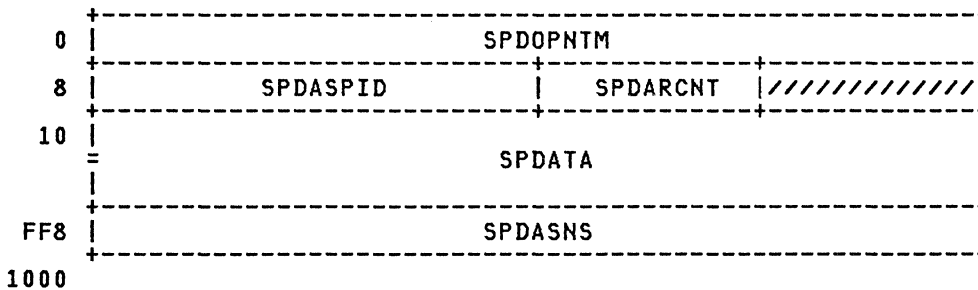 0 SPDOPNTM
8 SPDASPID SPDARCNT /////////////
10
SPDATA
FF8 SPDASNS
1000